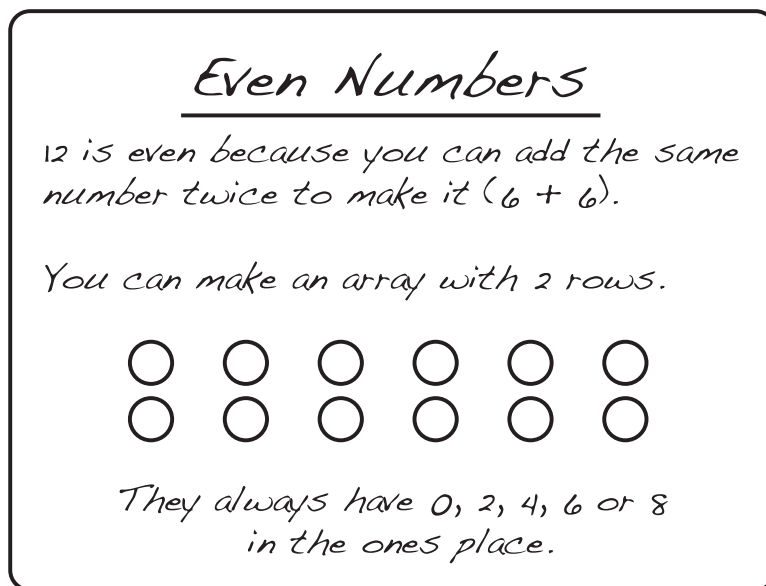 Even Numbers
12 is even because you can add the same
number twice to make it (6 + 6).
You can make an array with 2 rows.
They always have 0, 2, 4, 6 or 8
in the ones place.